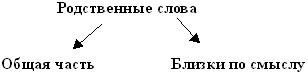 Родственные слова
Общая часть
Близки по смыслу